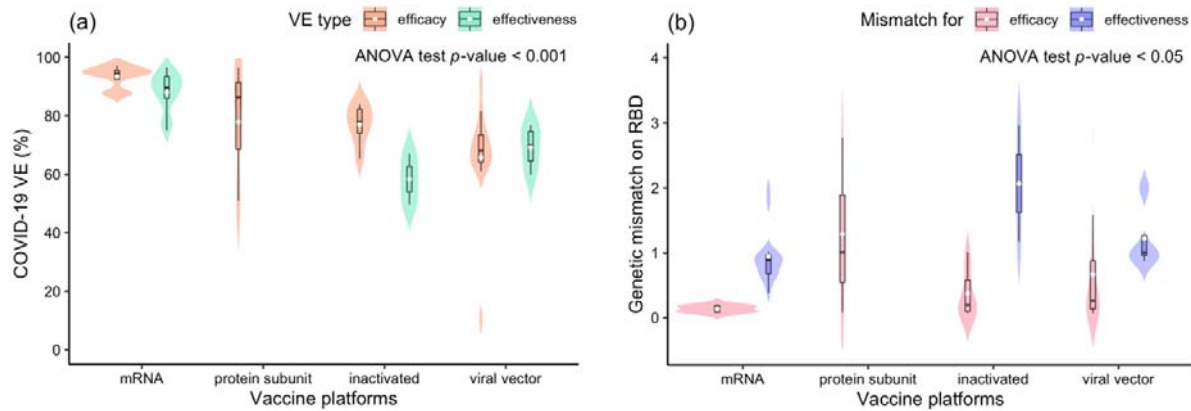 (a)
VE type efficacy effectiveness
ANOVA test p-value < 0.001
COVID-19 VE (%)
100
80
60
40
20
0
mRNA protein subunit inactivated viral vector
Vaccine platforms
(b)
Mismatch for efficacy effectiveness
ANOVA test p-value < 0.05
Genetic mismatch on RBD
4
3
2
1
0
mRNA protein subunit inactivated viral vector
Vaccine platforms